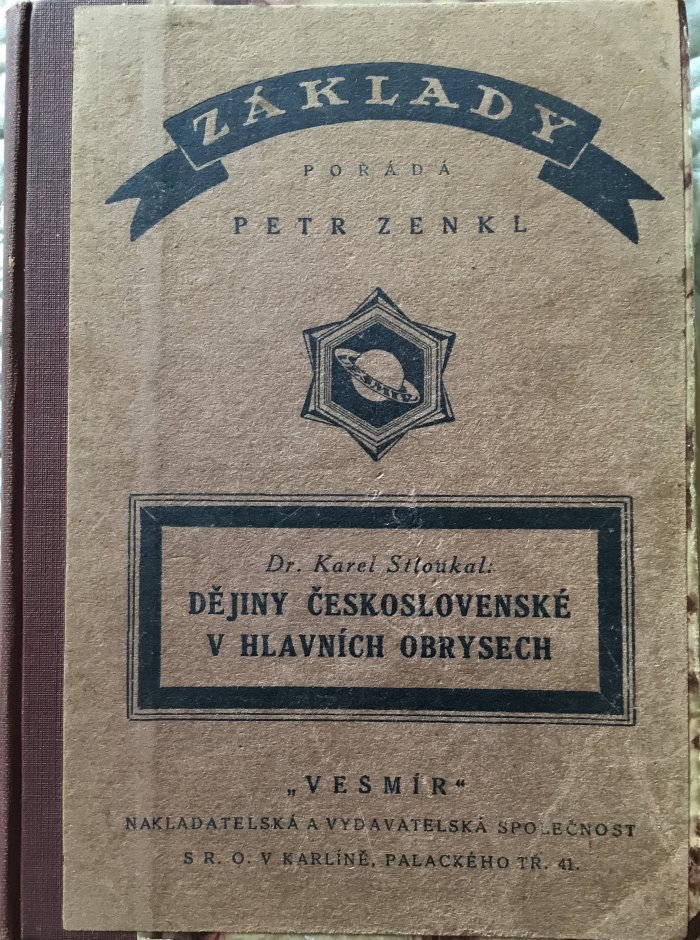 ZÁKLADY
POŘÁDÁ
PETR ZENKL
VESMÍR
Dr. Karel Stloukal:
DĚJINY ČESKOSLOVENSKÉ
V HLAVNÍCH OBRYSECH
„VESMÍR“
NAKLADATELSKÁ A VYDAVATELSKÁ SPOLEČNOST
S R. O. V KARLÍNĚ, PALACKÉHO TŘ. 41.